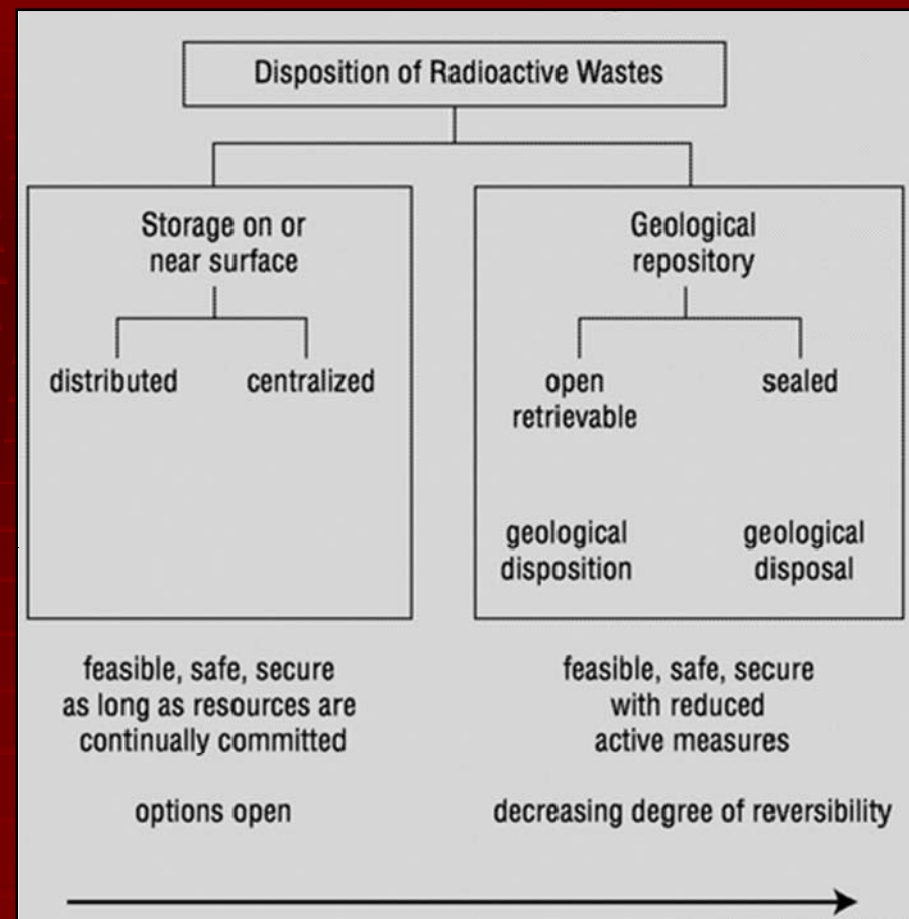 Disposition of Radioactive Wastes
Storage on or
near surface
distributed
centralized
Geological
repository
open
retrievable
sealed
geological
disposition
geological
disposal
feasible, safe, secure
as long as resources are
continually committed
options open
feasible, safe, secure
with reduced
active measures
decreasing degree of reversibility